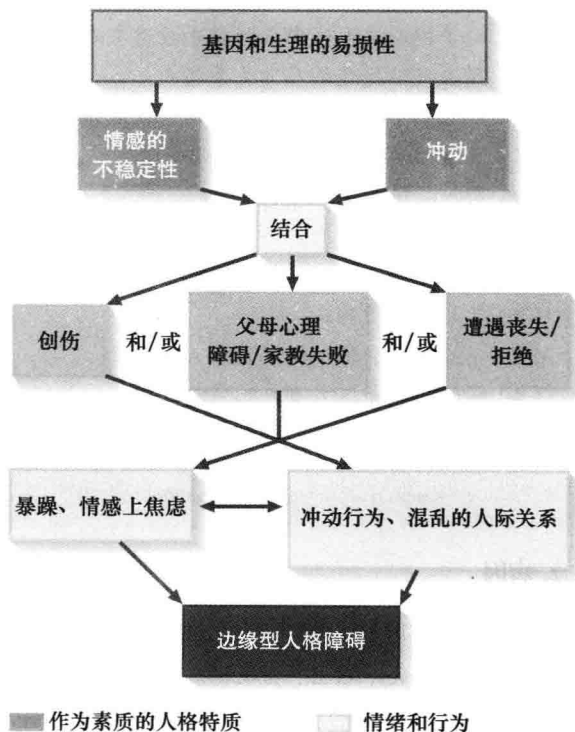 基因和生理的易损性
情感的
不稳定性
冲动
结合
创伤
和/或
父母心理
障碍/家教失败
和/或
遭遇丧失/
拒绝
暴躁、情感上焦虑
冲动行为、混乱的人际关系
边缘型人格障碍
作为素质的人格特质
情绪和行为